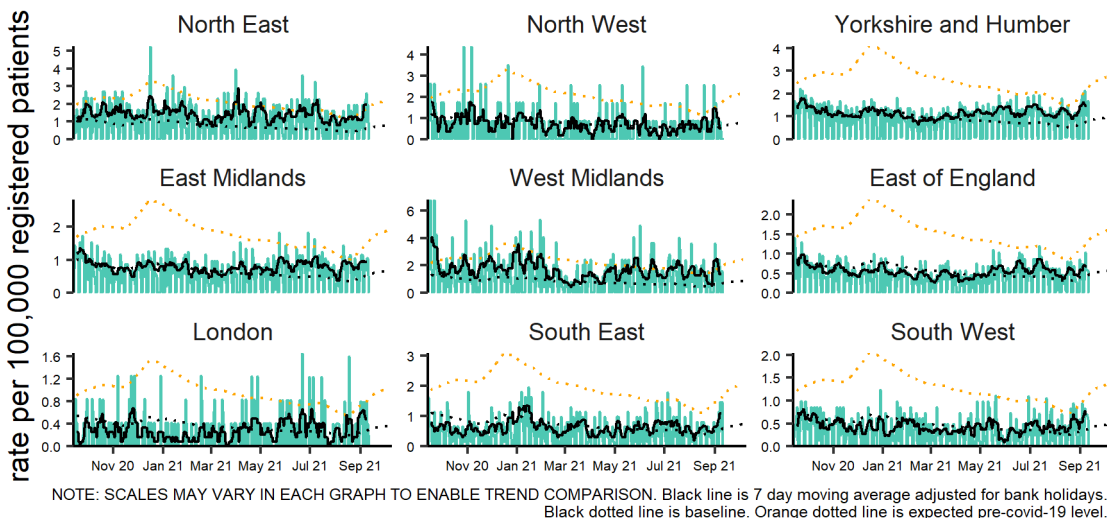 rate per 100,000 registered patients
North East
5
4
3
2
1
0
North West
4
3
2
1
0
Yorkshire and Humber
4
3
2
1
0
East Midlands
2
1
0
West Midlands
6
4
2
0
East of England
2.0
1.5
1.0
0.5
0.0
London
1.6
1.2
0.8
0.4
0.0
Nov 20 Jan 21 Mar 21 May 21 Jul 21 Sep 21
South East
3
2
1
0
Nov 20 Jan 21 Mar 21 May 21 Jul 21 Sep 21
South West
2.0
1.5
1.0
0.5
0.0
Nov 20 Jan 21 Mar 21 May 21 Jul 21 Sep 21
NOTE: SCALES MAY VARY IN EACH GRAPH TO ENABLE TREND COMPARISON. Black line is 7 day moving average adjusted for bank holidays.
Black dotted line is baseline. Orange dotted line is expected pre-covid-19 level.